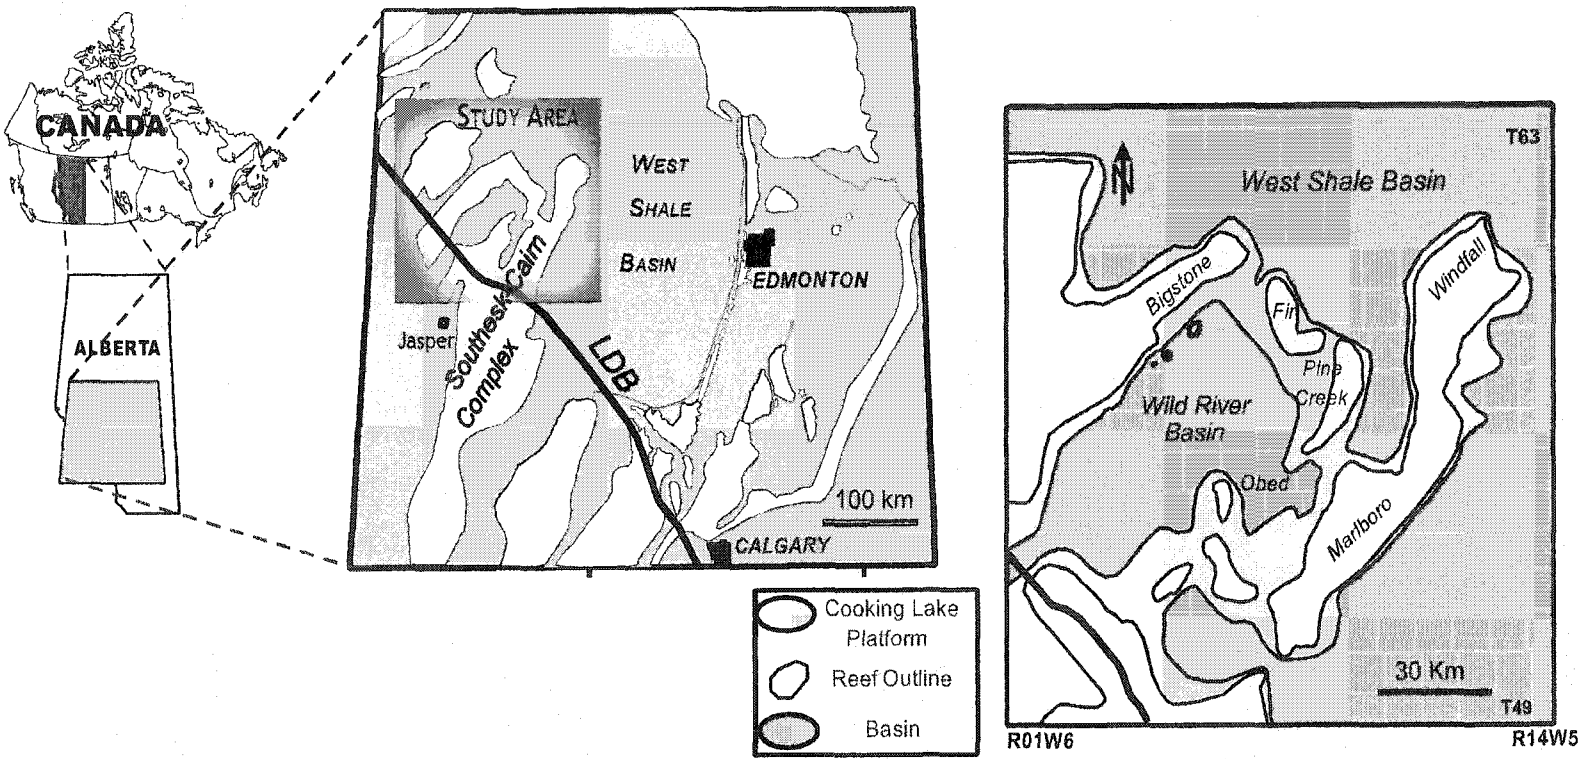 CANADA
ALBERTA
STUDY AREA
WEST
SHALE
BASIN
EDMONTON
Jasper
Southesk-Cairn
Complex
LDB
100 km
CALGARY
Cooking Lake
Platform
Reef Outline
Basin
T63
N
West Shale Basin
Bigstone
Windfall
Fir
Pine
Creek
Wild River
Basin
Obed
Marlboro
30 Km
T49
R01W6
R14W5